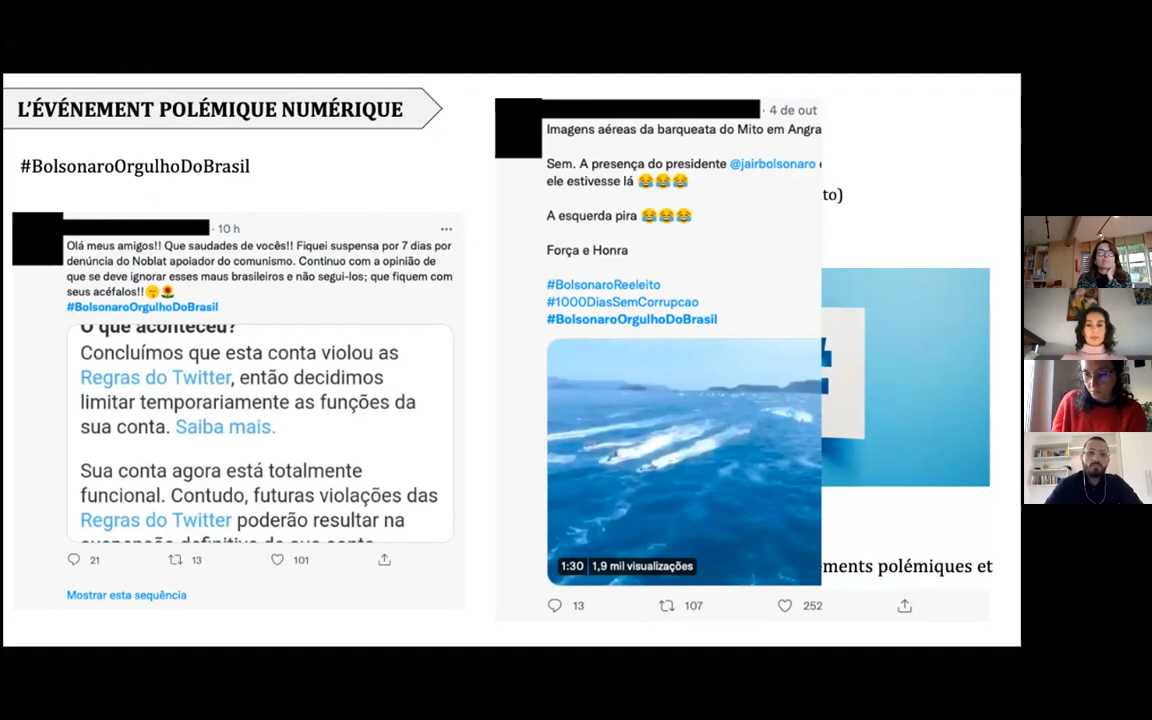 L'ÉVÉNEMENT POLÉMIQUE NUMÉRIQUE
#BolsonaroOrgulhoDoBrasil
· 10 h
Olá meus amigos!! Que saudades de vocês!! Fiquei suspensa por 7 dias por
denúncia do Noblat apoiador do comunismo. Continuo com a opinião de
que se deve ignorar esses maus brasileiros e não segui-los; que fiquem com
seus acéfalos!!
#BolsonaroOrgulhoDoBrasil
O que aconteceu?
Concluímos que esta conta violou as
Regras do Twitter, então decidimos
limitar temporariamente as funções da
sua conta. Saiba mais.
Sua conta agora está totalmente
funcional. Contudo, futuras violações das
Regras do Twitter poderão resultar na
suspensão definitiva da sua conta
21 13 101
Mostrar esta sequência
· 4 de out
Imagens aéreas da barqueata do Mito em Angra
Sem. A presença do presidente @jairbolsonaro
ele estivesse lá 😂😂😂
A esquerda pira 😂😂😂
Força e Honra
#BolsonaroReeleito
#1000DiasSemCorrupcao
#BolsonaroOrgulhoDoBrasil
1:30 1,9 mil visualizações
13 107 252
to)
ments polémiques et